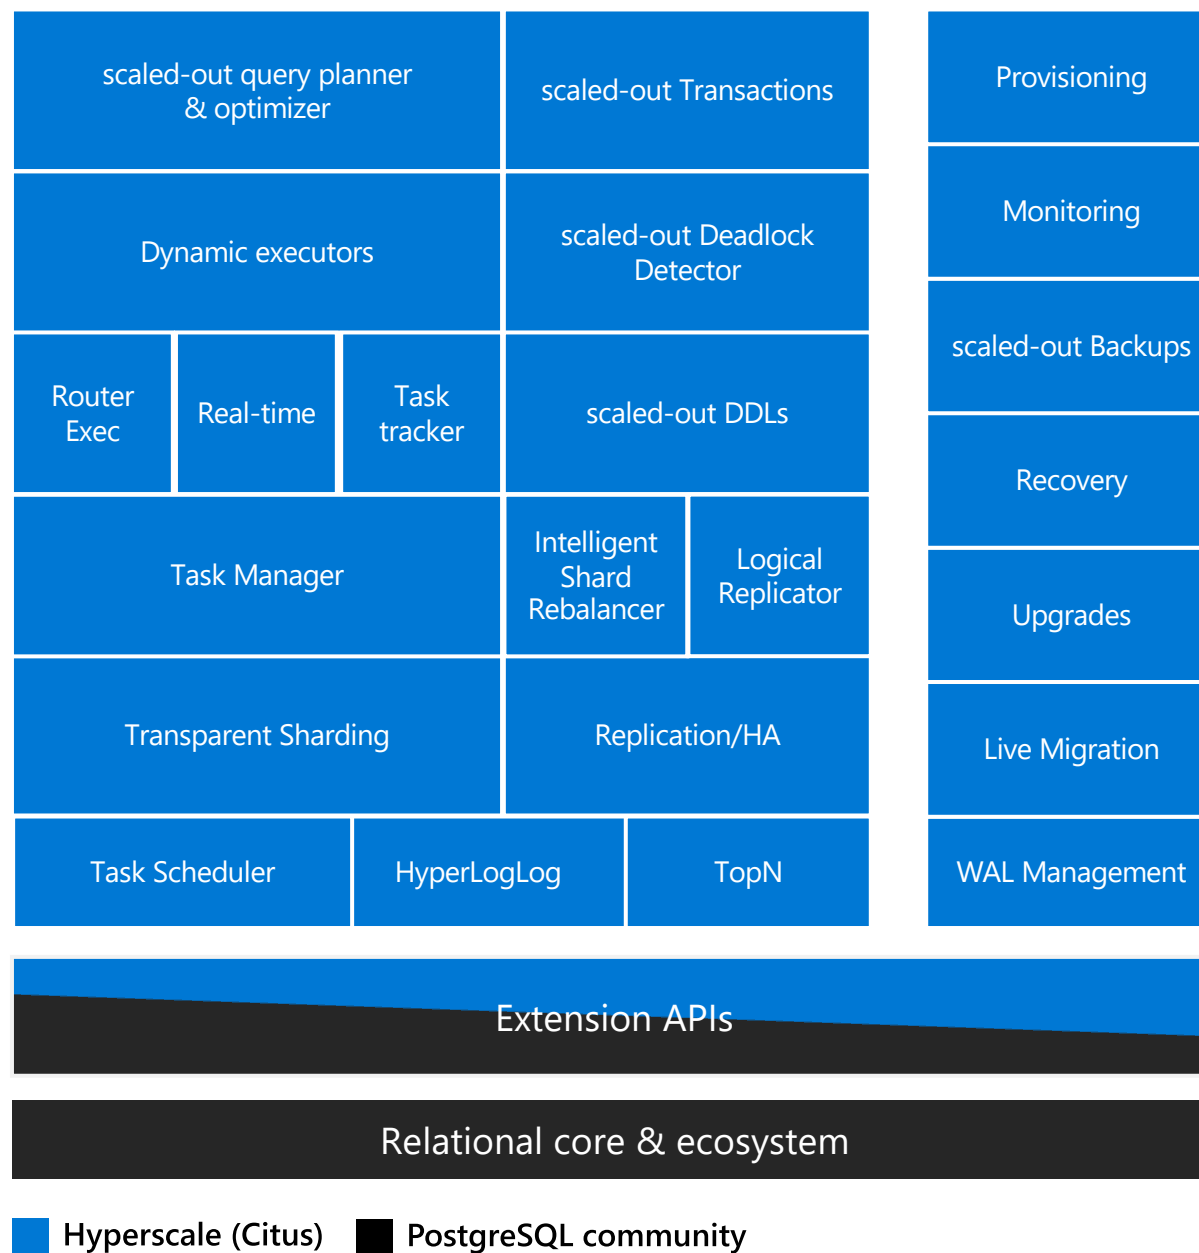 scaled-out query planner
& optimizer
scaled-out Transactions
Provisioning
Dynamic executors
scaled-out Deadlock
Detector
Monitoring
scaled-out Backups
Router
Exec
Real-time
Task
tracker
scaled-out DDLs
Recovery
Task Manager
Intelligent
Shard
Rebalancer
Logical
Replicator
Upgrades
Transparent Sharding
Replication/HA
Live Migration
Task Scheduler
HyperLogLog
TopN
WAL Management
Extension APIs
Relational core & ecosystem
Hyperscale (Citus)
PostgreSQL community